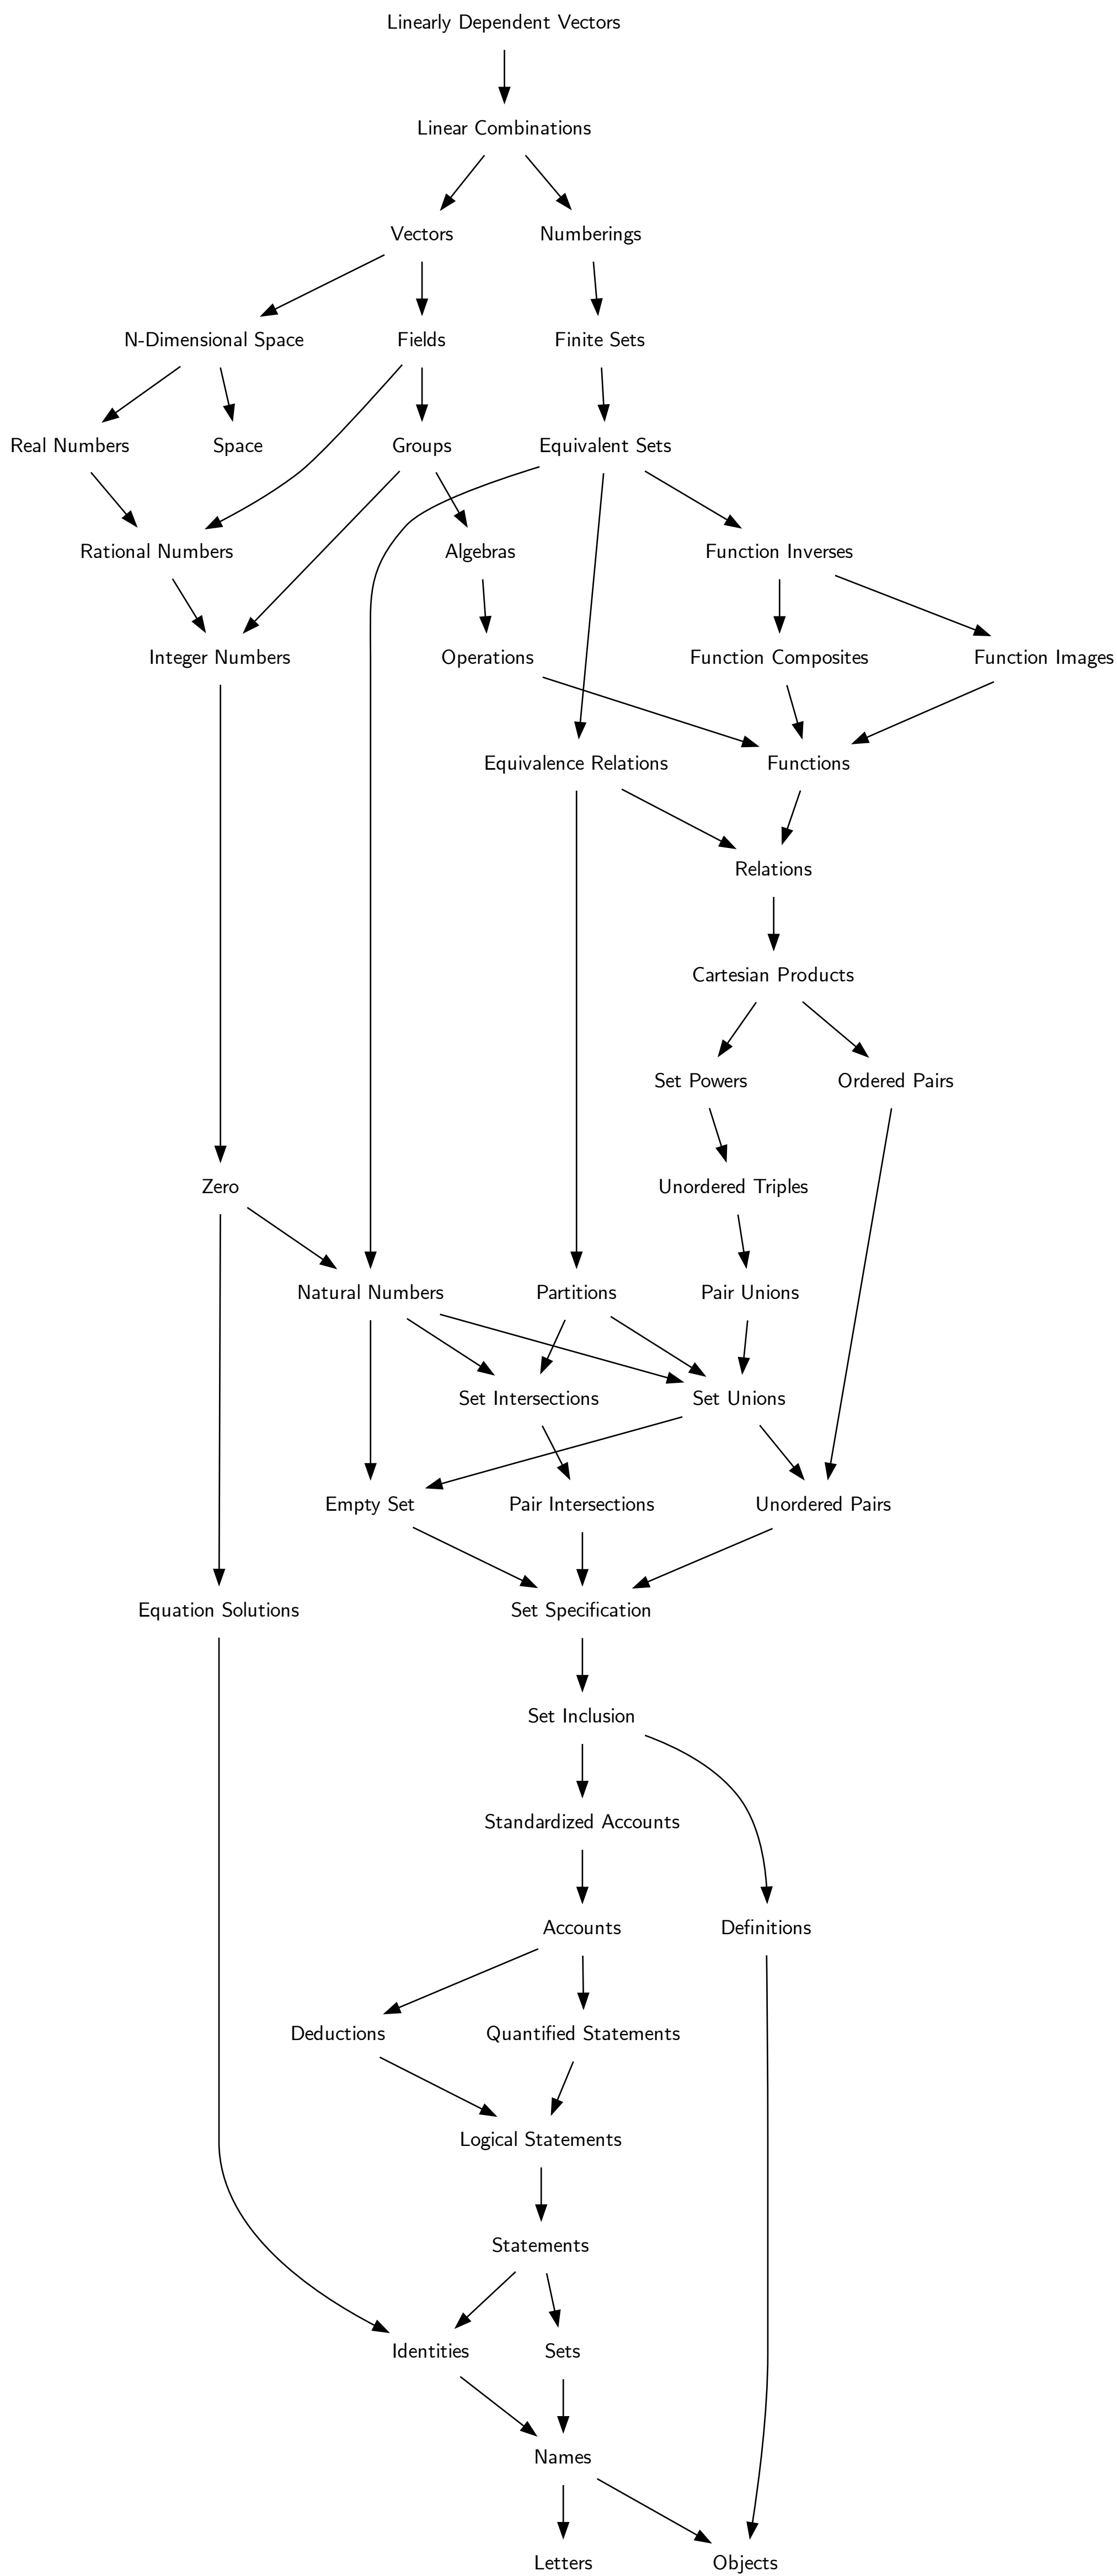 Linearly Dependent Vectors
Linear Combinations
Vectors
Numberings
N-Dimensional Space
Fields
Finite Sets
Real Numbers
Space
Groups
Equivalent Sets
Rational Numbers
Algebras
Function Inverses
Integer Numbers
Operations
Function Composites
Function Images
Equivalence Relations
Functions
Relations
Cartesian Products
Set Powers
Ordered Pairs
Zero
Unordered Triples
Natural Numbers
Partitions
Pair Unions
Set Intersections
Set Unions
Empty Set
Pair Intersections
Unordered Pairs
Equation Solutions
Set Specification
Set Inclusion
Standardized Accounts
Accounts
Definitions
Deductions
Quantified Statements
Logical Statements
Statements
Identities
Sets
Names
Letters
Objects